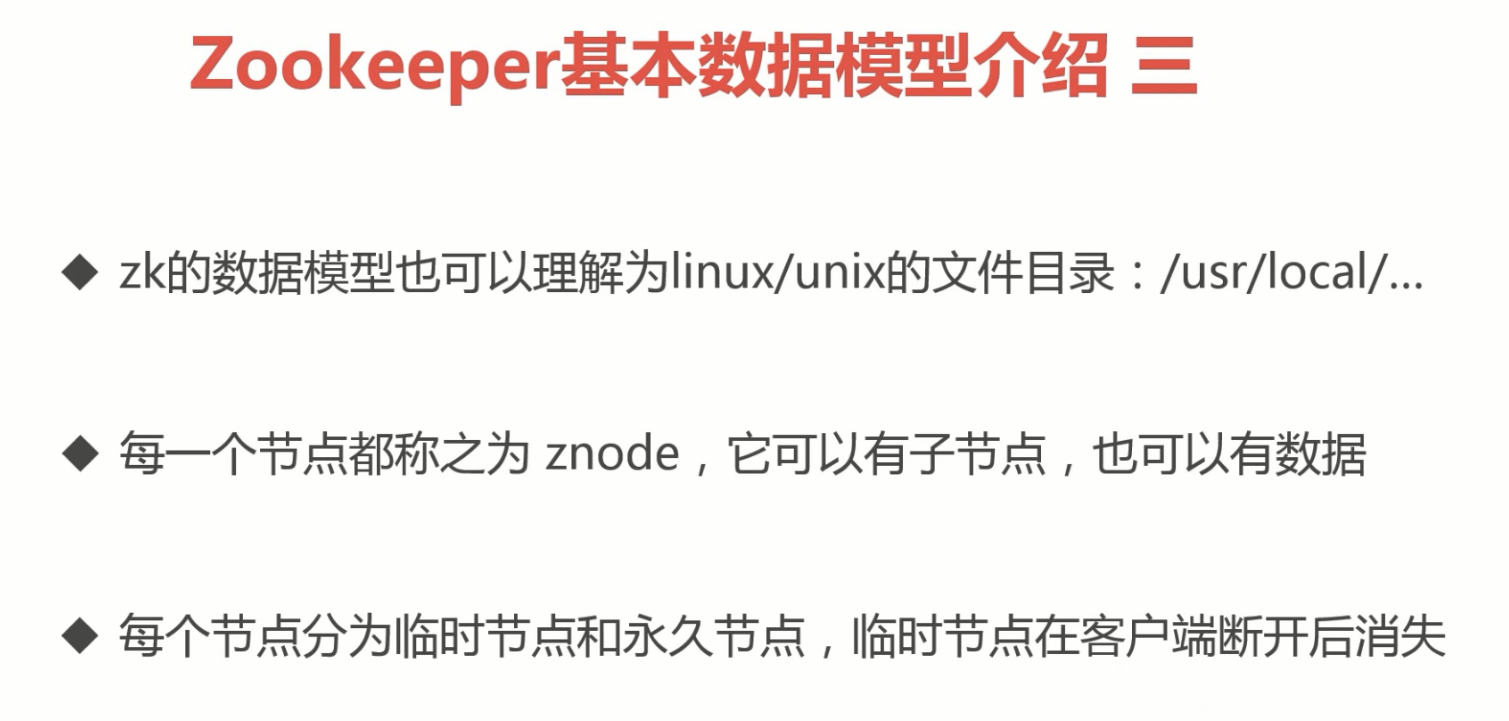 Zookeeper基本数据模型介绍 三
◆ zk的数据模型也可以理解为linux/unix的文件目录：/usr/local/...
◆ 每一个节点都称之为 znode，它可以有子节点，也可以有数据
◆ 每个节点分为临时节点和永久节点，临时节点在客户端断开后消失